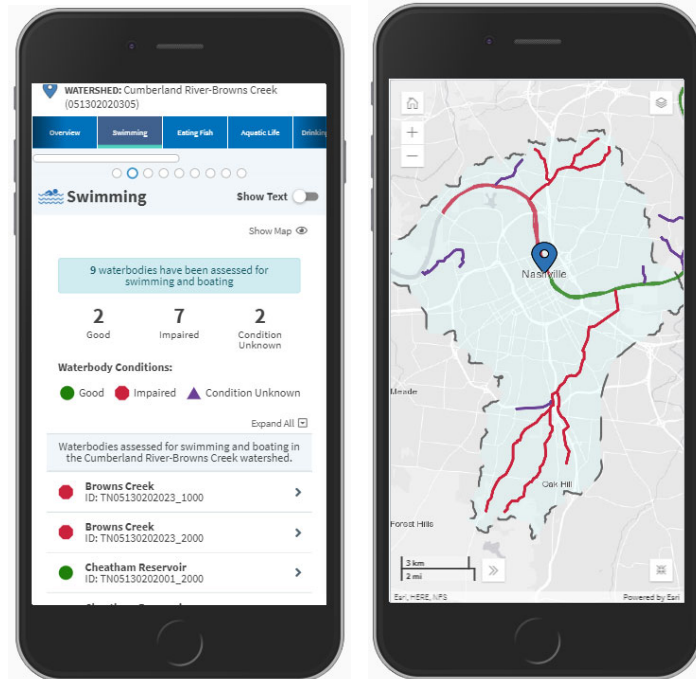 WATERSHED: Cumberland River-Browns Creek
(051302020305)
Overview
Swimming
Eating Fish
Aquatic Life
Drinkin
Swimming
Show Text
Show Map
9 waterbodies have been assessed for
swimming and boating
2
7
2
Good
Impaired
Condition
Unknown
Waterbody Conditions:
Good
Impaired
Condition Unknown
Expand All
Waterbodies assessed for swimming and boating in
the Cumberland River-Browns Creek watershed.
Browns Creek
ID: TN05130202023_1000
Browns Creek
ID: TN05130202023_2000
Cheatham Reservoir
ID: TN05130202001_2000
+
−
Nashville
Meade
Oak Hill
Forest Hills
3 km
2 mi
Esri, HERE, NPS
Powered by Esri